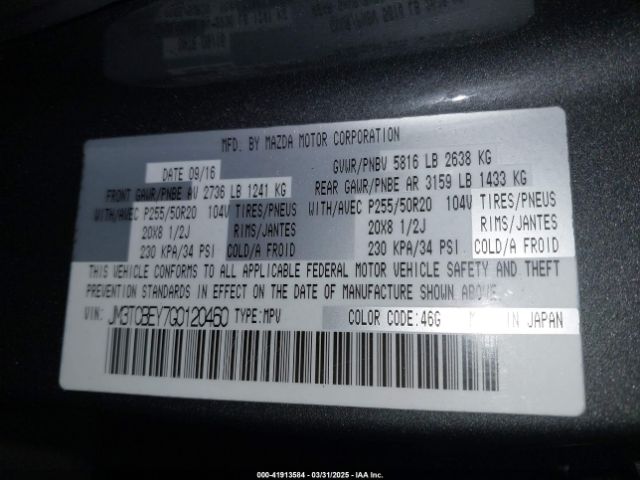 MFD. BY MAZDA MOTOR CORPORATION
DATE 09/16 GVWR/PNBV 5816 LB 2638 KG
FRONT GAWR/PNBE AV 2736 LB 1241 KG REAR GAWR/PNBE AR 3159 LB 1433 KG
WITH/AVEC P255/50R20 104V TIRES/PNEUS WITH/AVEC P255/50R20 104V TIRES/PNEUS
20X8 1/2J RIMS/JANTES 20X8 1/2J RIMS/JANTES
230 KPA/34 PSI COLD/A FROID 230 KPA/34 PSI COLD/A FROID
THIS VEHICLE CONFORMS TO ALL APPLICABLE FEDERAL MOTOR VEHICLE SAFETY AND THEFT
PREVENTION STANDARDS IN EFFECT ON THE DATE OF MANUFACTURE SHOWN ABOVE.
VIN: JM3TCBEY7G0120460 TYPE:MPV COLOR CODE:46G IN JAPAN
000-41913584 - 03/31/2025 - IAA Inc.